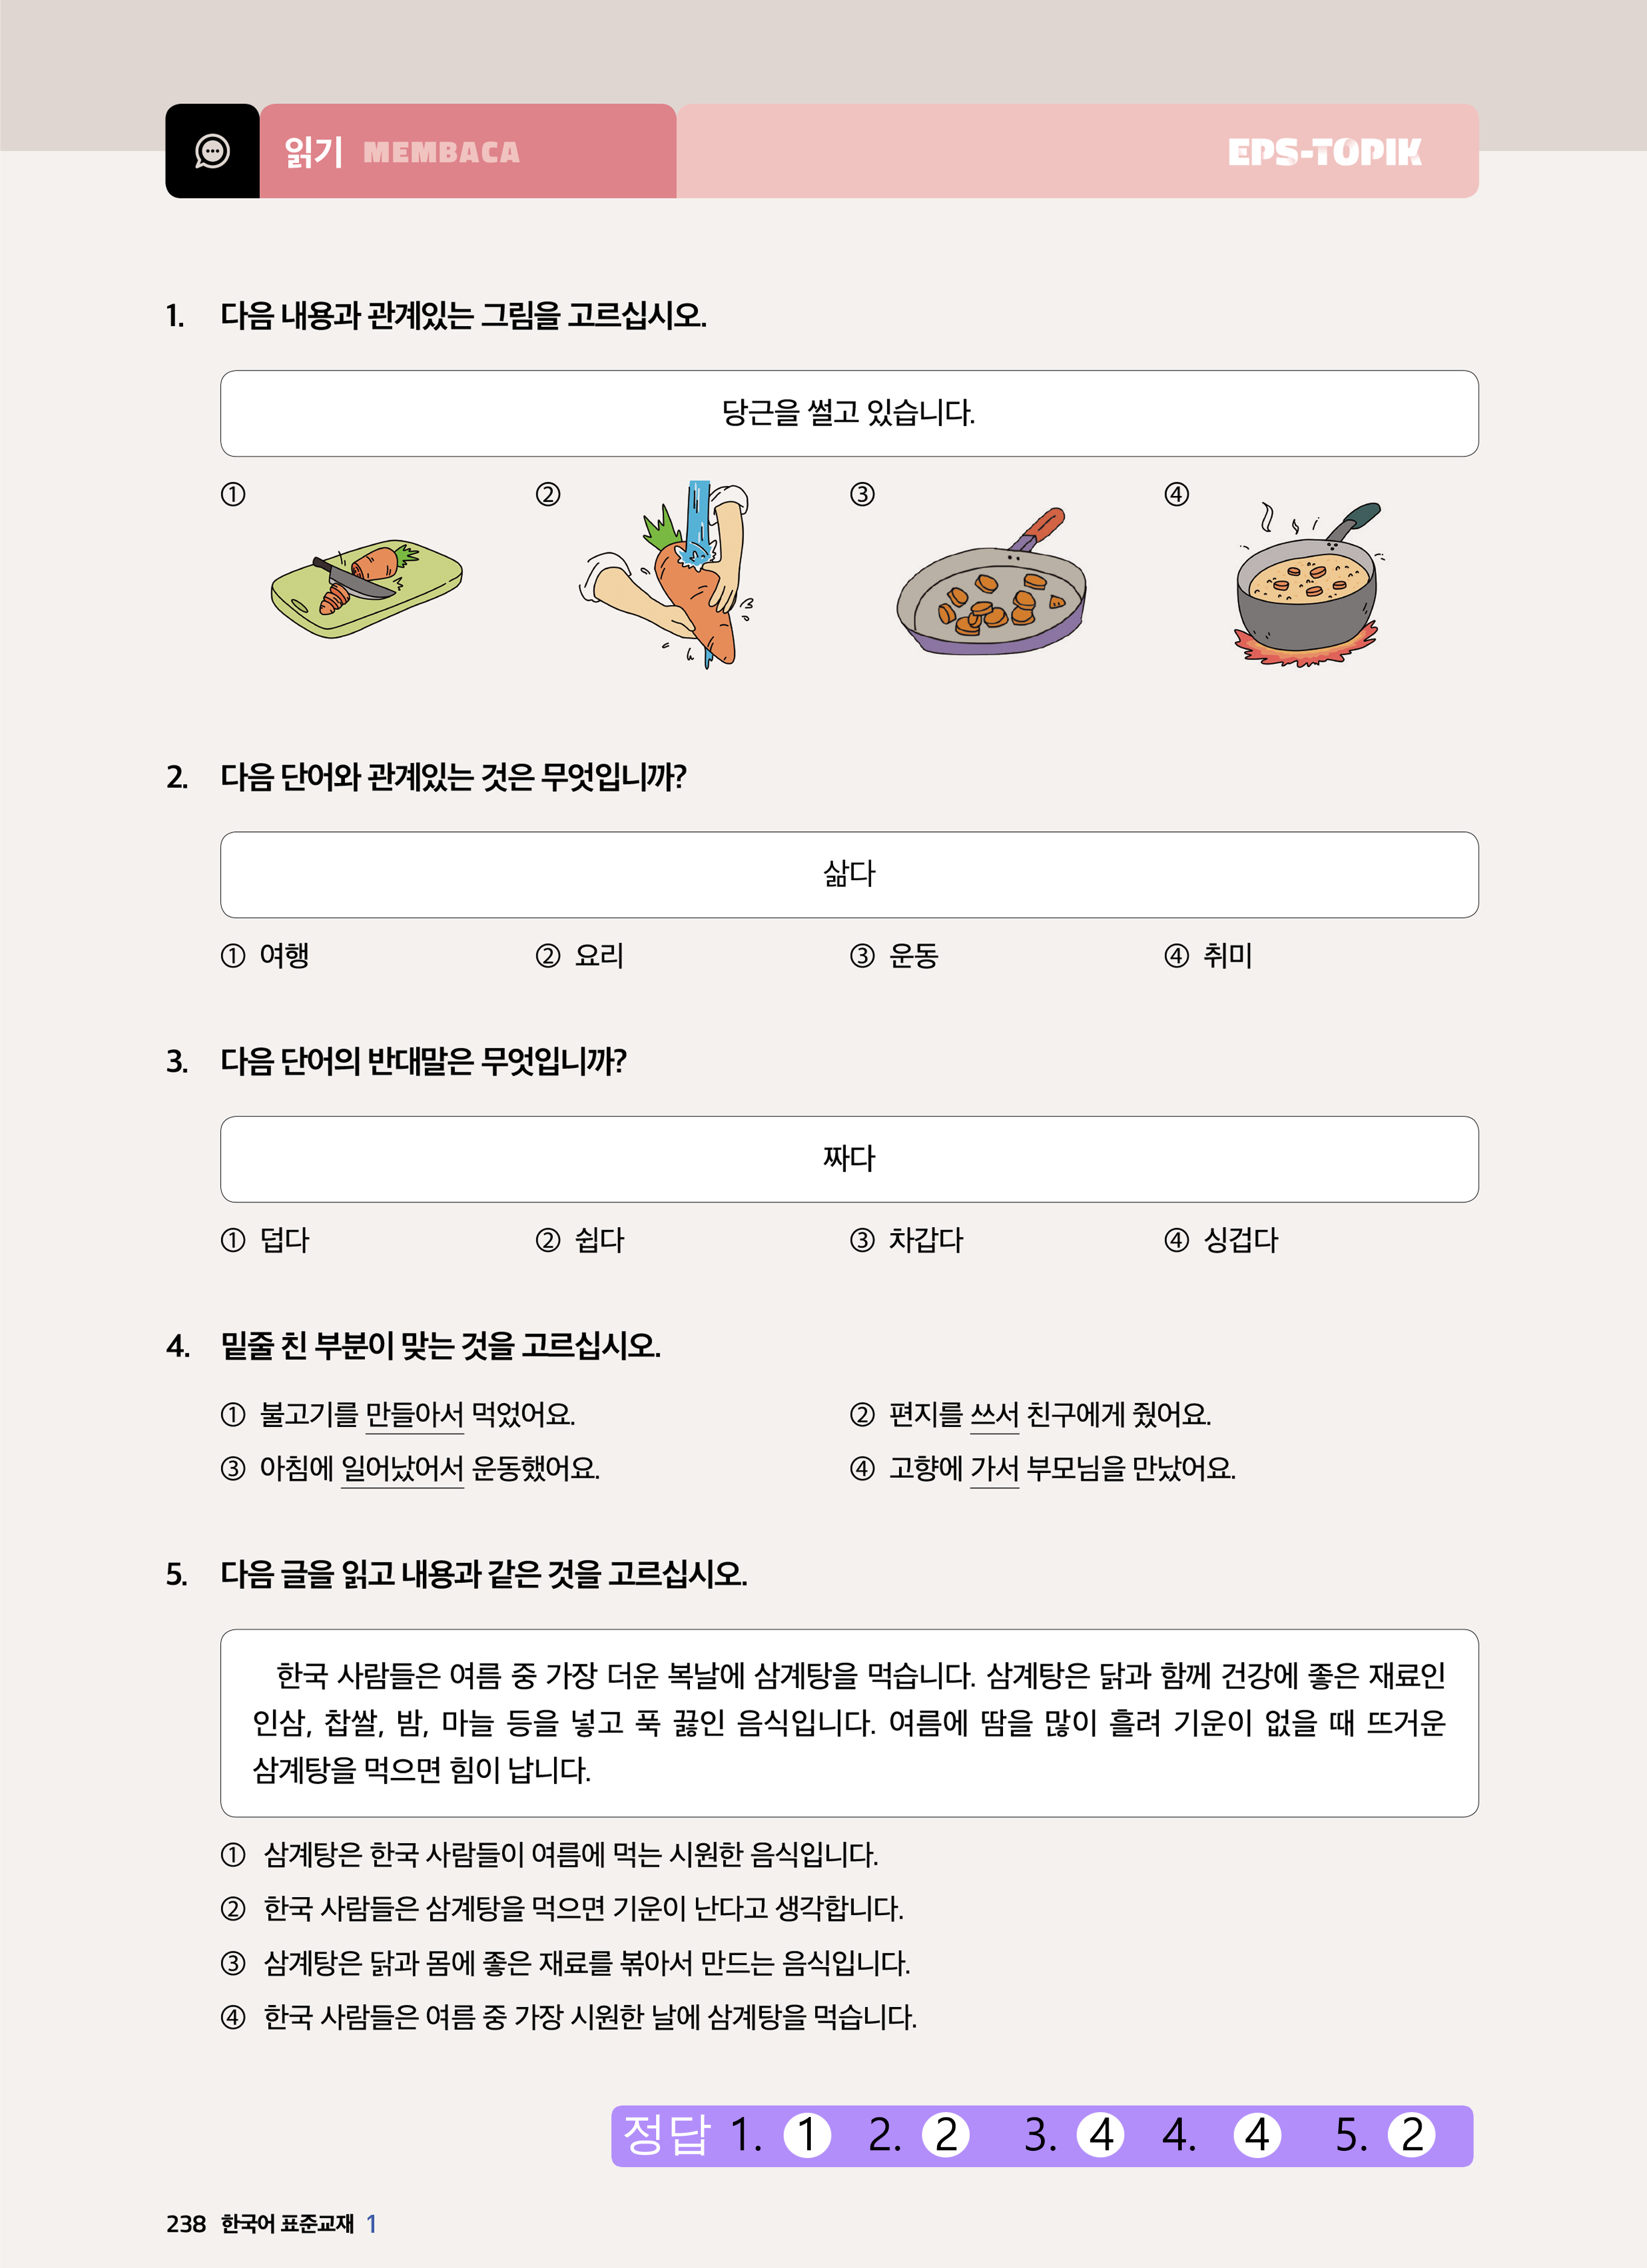 읽기 MEMBACA
EPS-TOPIK
1. 다음 내용과 관계있는 그림을 고르십시오.
당근을 썰고 있습니다.
① ② ③ ④
2. 다음 단어와 관계있는 것은 무엇입니까?
삶다
① 여행 ② 요리 ③ 운동 ④ 취미
3. 다음 단어의 반대말은 무엇입니까?
짜다
① 덥다 ② 쉽다 ③ 차갑다 ④ 싱겁다
4. 밑줄 친 부분이 맞는 것을 고르십시오.
① 불고기를 만들아서 먹었어요. ② 편지를 쓰서 친구에게 줬어요.
③ 아침에 일어났어서 운동했어요. ④ 고향에 가서 부모님을 만났어요.
5. 다음 글을 읽고 내용과 같은 것을 고르십시오.
한국 사람들은 여름 중 가장 더운 복날에 삼계탕을 먹습니다. 삼계탕은 닭과 함께 건강에 좋은 재료인
인삼, 찹쌀, 밤, 마늘 등을 넣고 푹 끓인 음식입니다. 여름에 땀을 많이 흘려 기운이 없을 때 뜨거운
삼계탕을 먹으면 힘이 납니다.
① 삼계탕은 한국 사람들이 여름에 먹는 시원한 음식입니다.
② 한국 사람들은 삼계탕을 먹으면 기운이 난다고 생각합니다.
③ 삼계탕은 닭과 몸에 좋은 재료를 볶아서 만드는 음식입니다.
④ 한국 사람들은 여름 중 가장 시원한 날에 삼계탕을 먹습니다.
정답 1. 1 2. 2 3. 4 4. 4 5. 2
238 한국어 표준교재 1